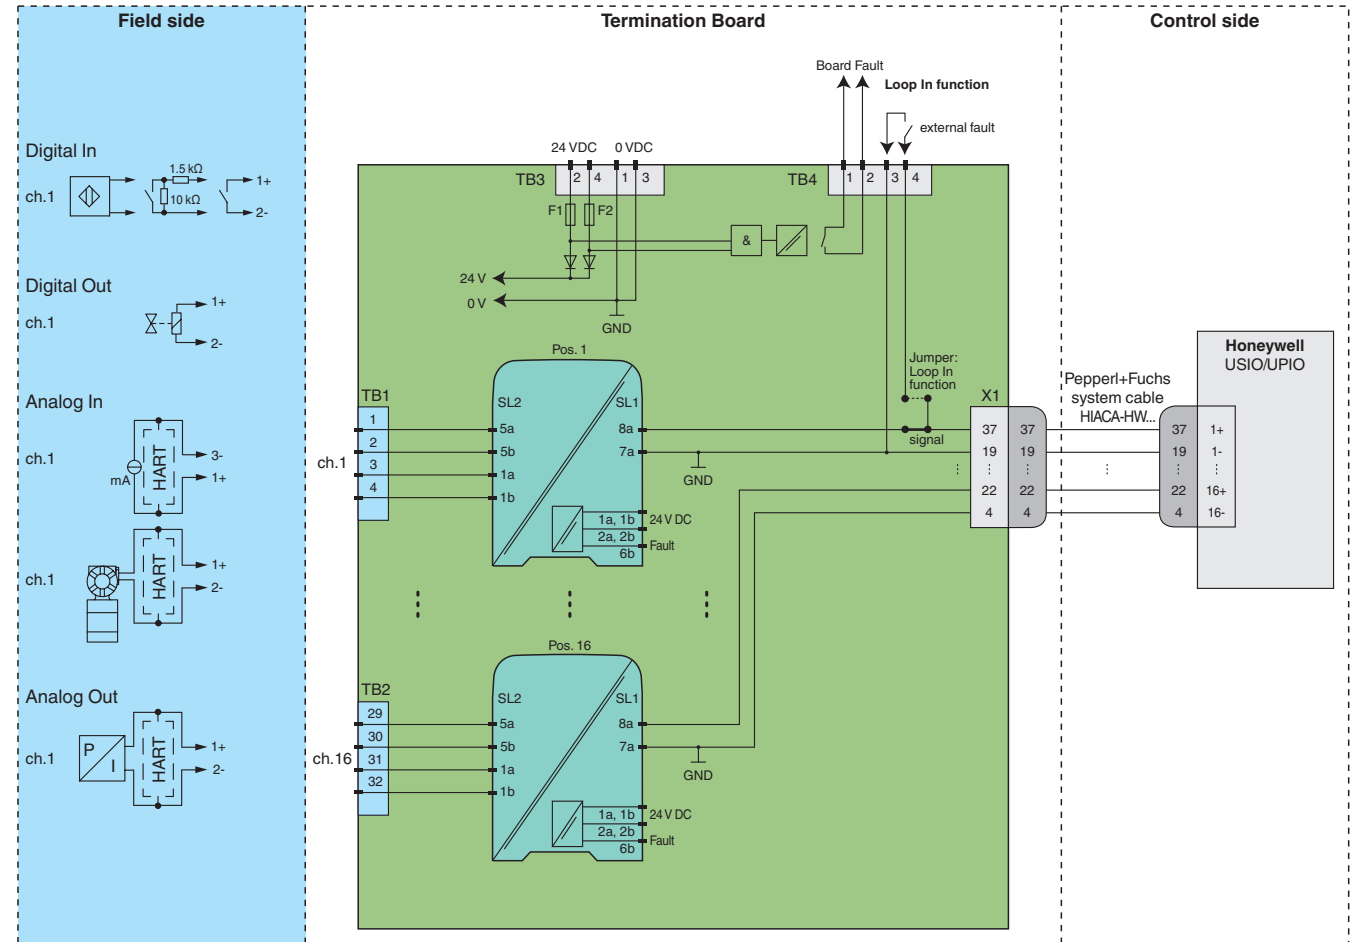 Field side
Termination Board
Control side
Board Fault
Loop In function
external fault
24 VDC 0 VDC
TB3 2 4 1 3
TB4 1 2 3 4
F1 F2
&
24 V
0 V
GND
Digital In
ch.1
1.5 kΩ
10 kΩ
1+
2-
Digital Out
ch.1
1+
2-
Analog In
ch.1
mA
HART
3-
1+
ch.1
HART
1+
2-
Analog Out
ch.1
P
I
HART
1+
2-
TB1
ch.1
1
2
3
4
Pos. 1
SL2 SL1
5a 8a
5b 7a
1a
1b
1a, 1b 24 V DC
2a, 2b
6b Fault
GND
Jumper:
Loop In
function
signal
TB2
ch.16
29
30
31
32
Pos. 16
SL2 SL1
5a 8a
5b 7a
1a
1b
1a, 1b 24 V DC
2a, 2b
6b Fault
GND
X1
37 37
19 19
22 22
4 4
Pepperl+Fuchs
system cable
HIACA-HW...
Honeywell
USIO/UPIO
37 1+
19 1-
22 16+
4 16-